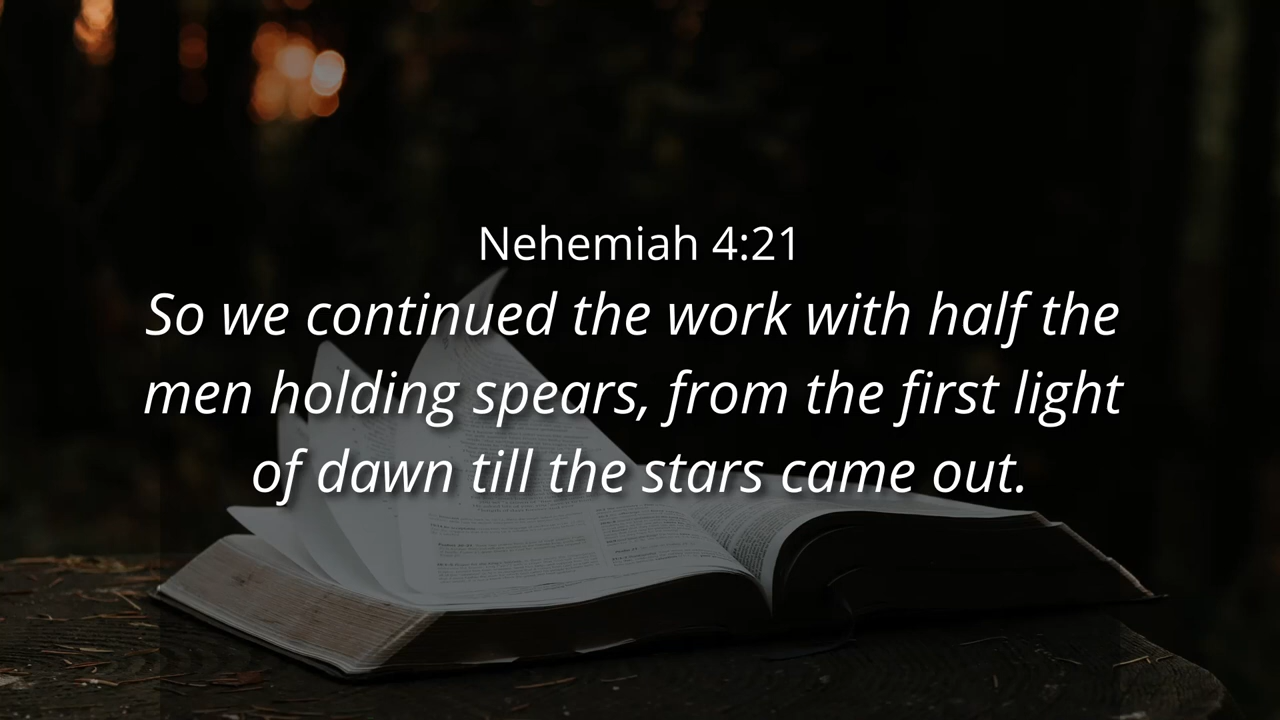 Nehemiah 4:21
So we continued the work with half the
men holding spears, from the first light
of dawn till the stars came out.